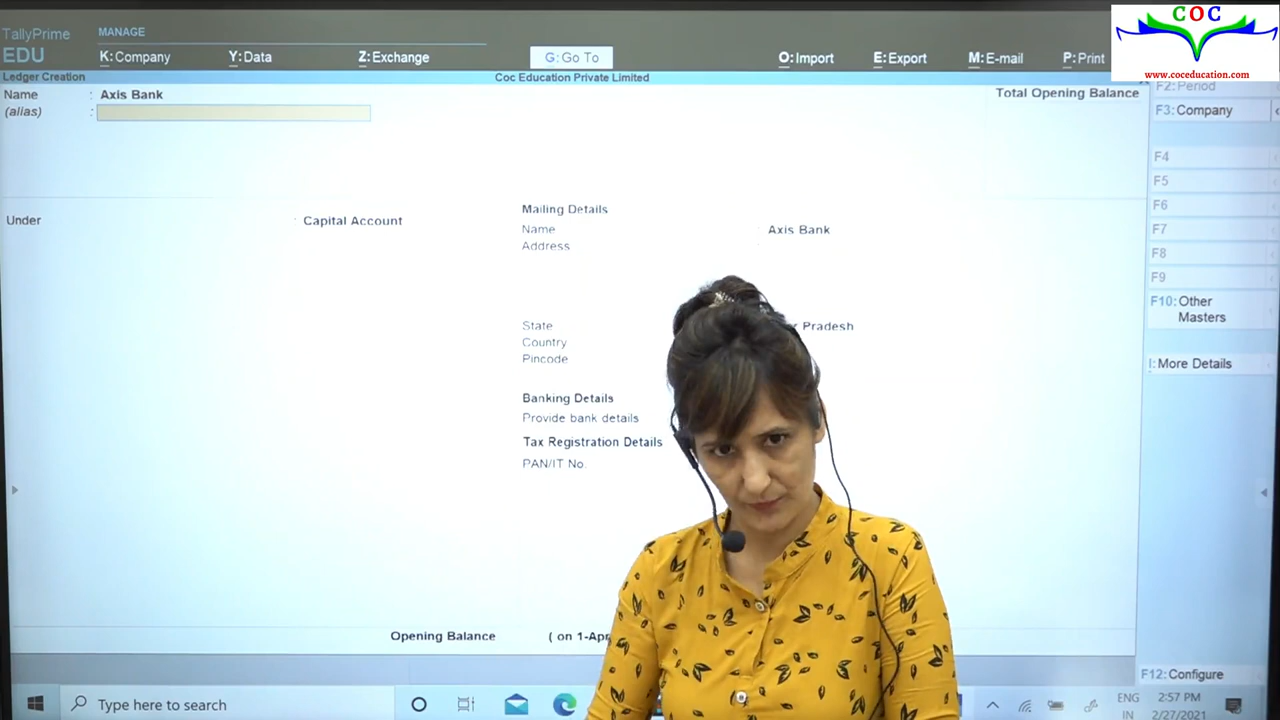 TallyPrime
EDU
MANAGE
K: Company
Y: Data
Z: Exchange
G: Go To
O: Import
E: Export
M: E-mail
P: Print
COC
www.coceducation.com
Ledger Creation
Coc Education Private Limited
Name : Axis Bank
(alias) :
Total Opening Balance
F2: Period
F3: Company
F4
F5
F6
F7
F8
F9
F10: Other
Masters
I: More Details
Under : Capital Account
Mailing Details
Name : Axis Bank
Address
State Pradesh
Country
Pincode
Banking Details
Provide bank details
Tax Registration Details
PAN/IT No.
Opening Balance ( on 1-Apr
F12: Configure
Type here to search
ENG
IN
2:57 PM
2/27/2021